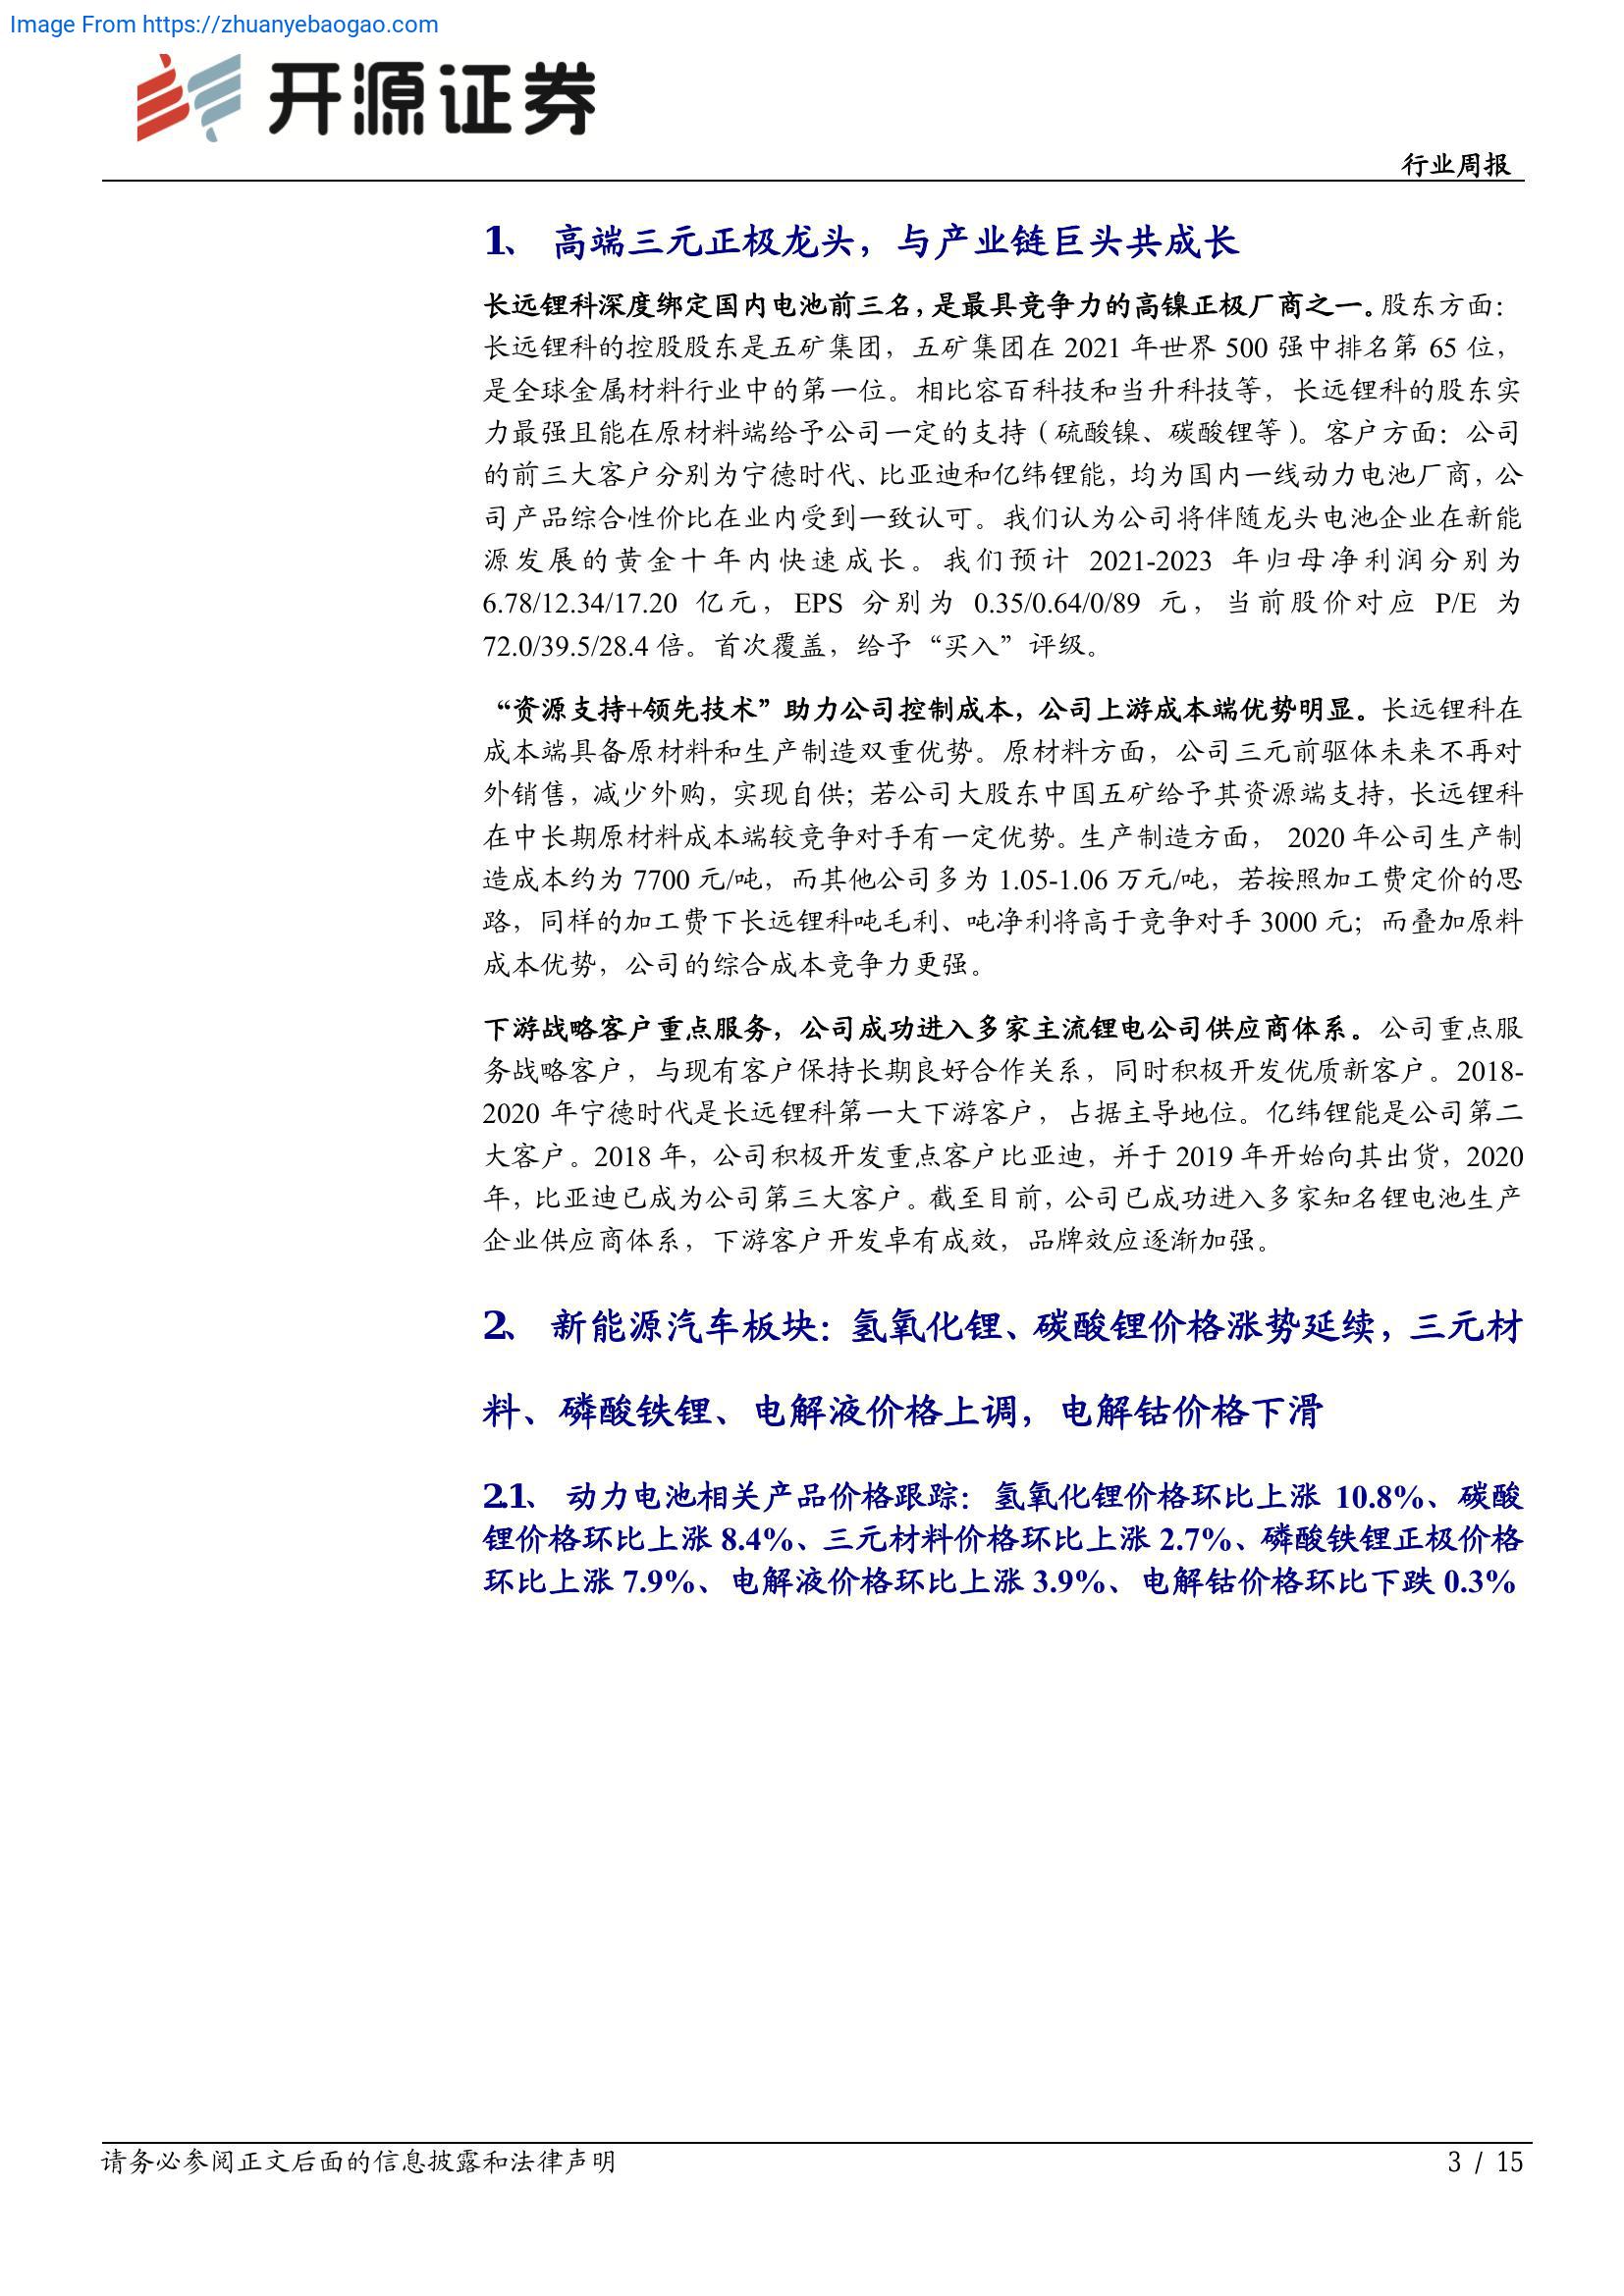 Image From https://zhuanyebaogao.com
开源证券
行业周报
1、 高端三元正极龙头，与产业链巨头共成长
长远锂科深度绑定国内电池前三名，是最具竞争力的高镍正极厂商之一。股东方面：
长远锂科的控股股东是五矿集团，五矿集团在 2021 年世界 500 强中排名第 65 位，
是全球金属材料行业中的第一位。相比容百科技和当升科技等，长远锂科的股东实
力最强且能在原材料端给予公司一定的支持（硫酸镍、碳酸锂等）。客户方面：公司
的前三大客户分别为宁德时代、比亚迪和亿纬锂能，均为国内一线动力电池厂商，公
司产品综合性价比在业内受到一致认可。我们认为公司将伴随龙头电池企业在新能
源发展的黄金十年内快速成长。我们预计 2021-2023 年归母净利润分别为
6.78/12.34/17.20 亿元，EPS 分别为 0.35/0.64/0/89 元，当前股价对应 P/E 为
72.0/39.5/28.4 倍。首次覆盖，给予“买入”评级。
“资源支持+领先技术”助力公司控制成本，公司上游成本端优势明显。长远锂科在
成本端具备原材料和生产制造双重优势。原材料方面，公司三元前驱体未来不再对
外销售，减少外购，实现自供；若公司大股东中国五矿给予其资源端支持，长远锂科
在中长期原材料成本端较竞争对手有一定优势。生产制造方面， 2020 年公司生产制
造成本约为 7700 元/吨，而其他公司多为 1.05-1.06 万元/吨，若按照加工费定价的思
路，同样的加工费下长远锂科吨毛利、吨净利将高于竞争对手 3000 元；而叠加原料
成本优势，公司的综合成本竞争力更强。
下游战略客户重点服务，公司成功进入多家主流锂电公司供应商体系。公司重点服
务战略客户，与现有客户保持长期良好合作关系，同时积极开发优质新客户。2018-
2020 年宁德时代是长远锂科第一大下游客户，占据主导地位。亿纬锂能是公司第二
大客户。2018 年，公司积极开发重点客户比亚迪，并于 2019 年开始向其出货，2020
年，比亚迪已成为公司第三大客户。截至目前，公司已成功进入多家知名锂电池生产
企业供应商体系，下游客户开发卓有成效，品牌效应逐渐加强。
2、 新能源汽车板块：氢氧化锂、碳酸锂价格涨势延续，三元材
料、磷酸铁锂、电解液价格上调，电解钴价格下滑
2.1、 动力电池相关产品价格跟踪：氢氧化锂价格环比上涨 10.8%、碳酸
锂价格环比上涨 8.4%、三元材料价格环比上涨 2.7%、磷酸铁锂正极价格
环比上涨 7.9%、电解液价格环比上涨 3.9%、电解钴价格环比下跌 0.3%
请务必参阅正文后面的信息披露和法律声明
3 / 15